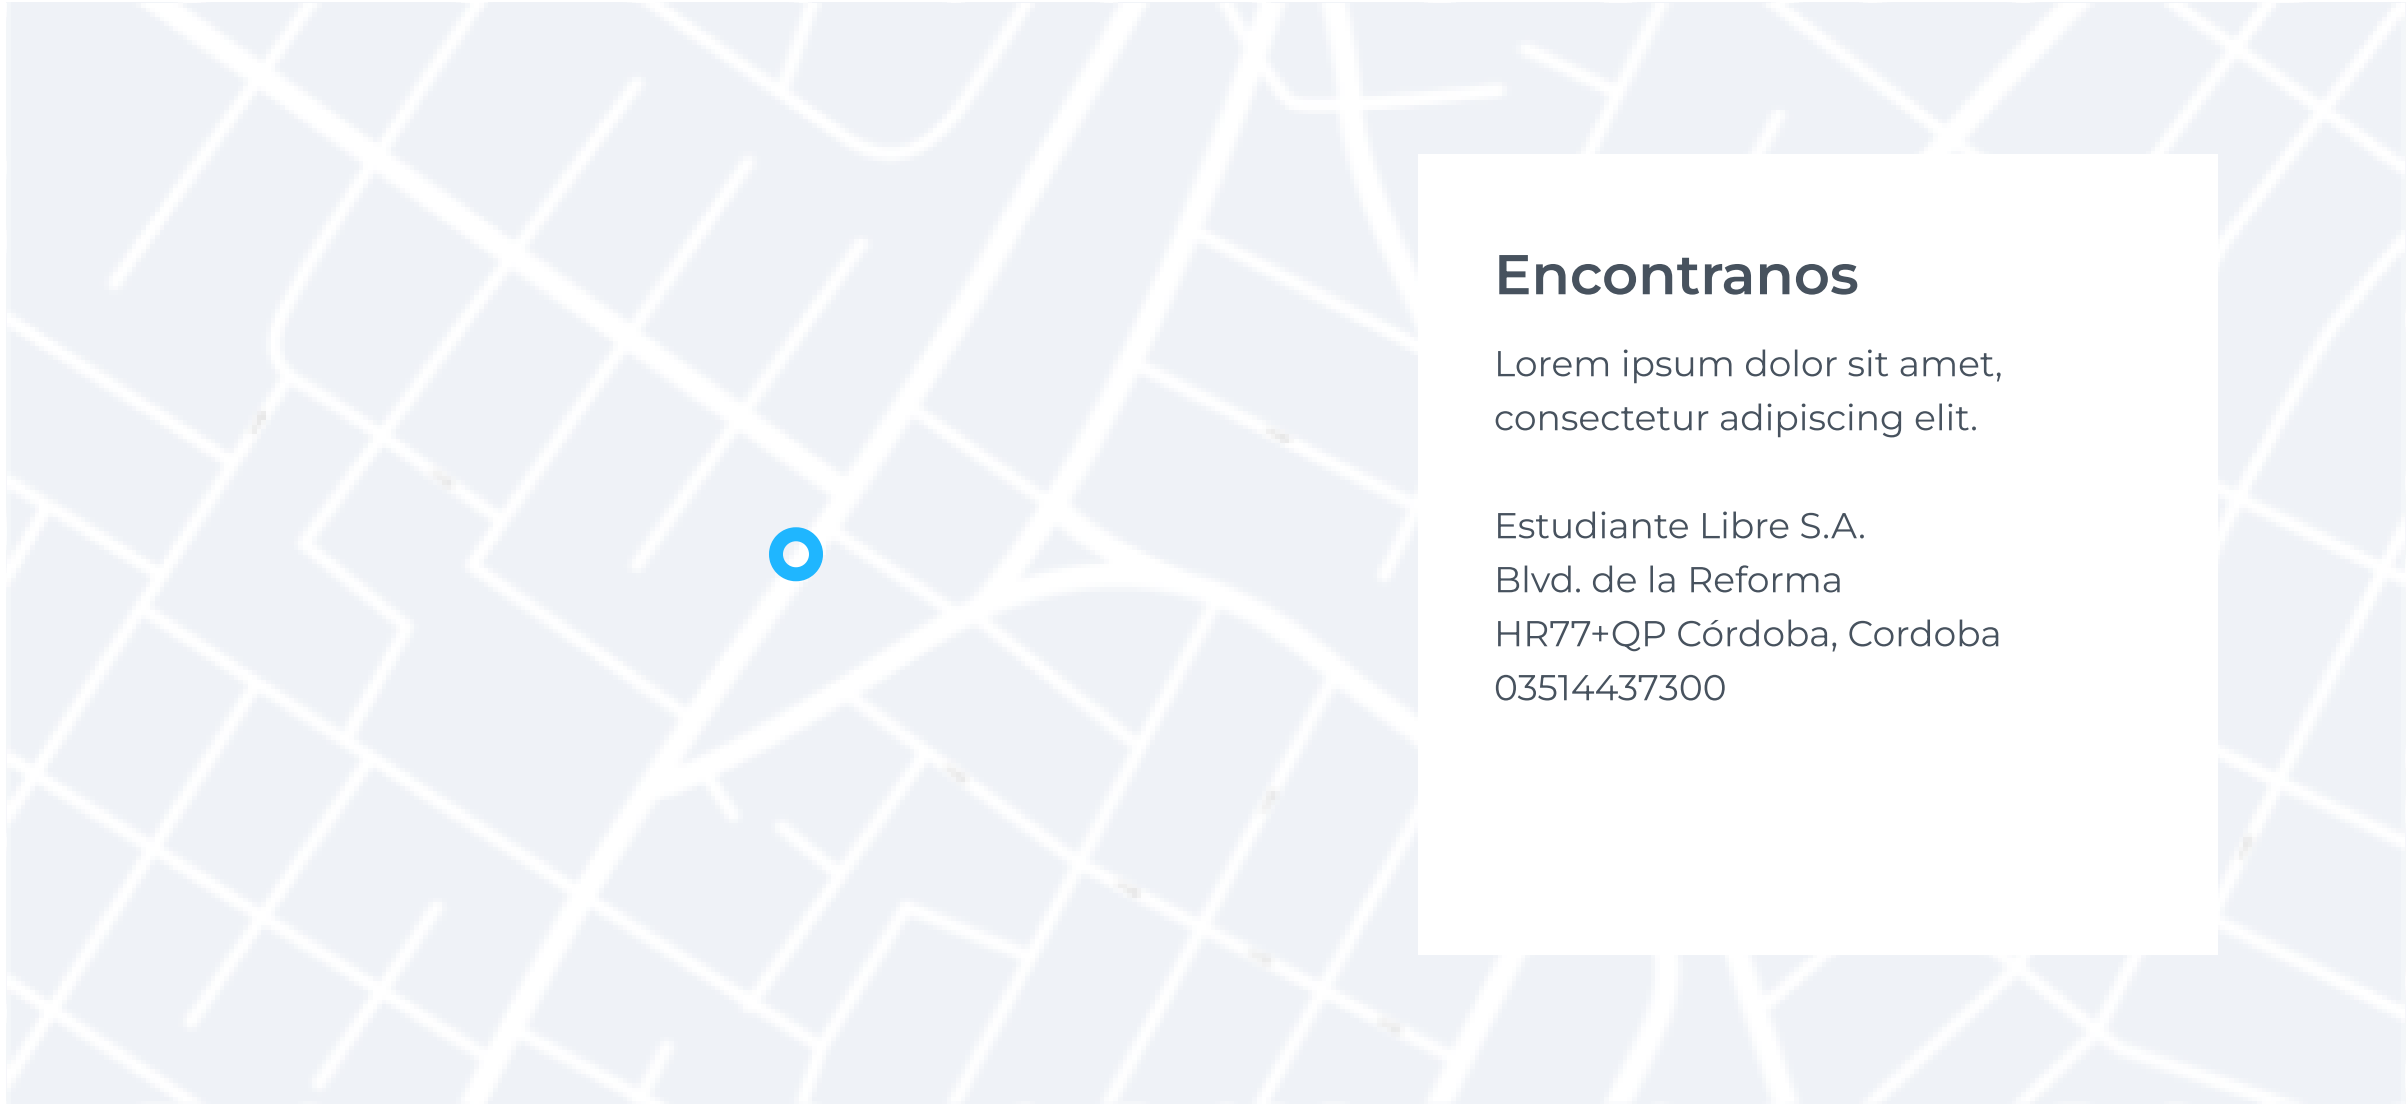 Encontranos
Lorem ipsum dolor sit amet,
consectetur adipiscing elit.
Estudiante Libre S.A.
Blvd. de la Reforma
HR77+QP Córdoba, Cordoba
03514437300